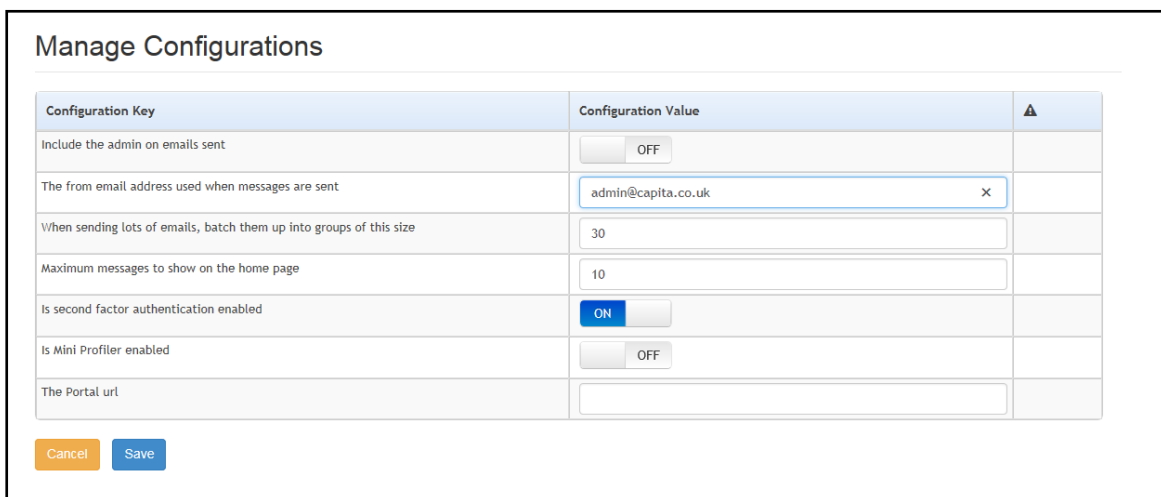 Manage Configurations
Configuration Key Configuration Value
Include the admin on emails sent OFF
The from email address used when messages are sent admin@capita.co.uk ×
When sending lots of emails, batch them up into groups of this size 30
Maximum messages to show on the home page 10
Is second factor authentication enabled ON
Is Mini Profiler enabled OFF
The Portal url
Cancel Save